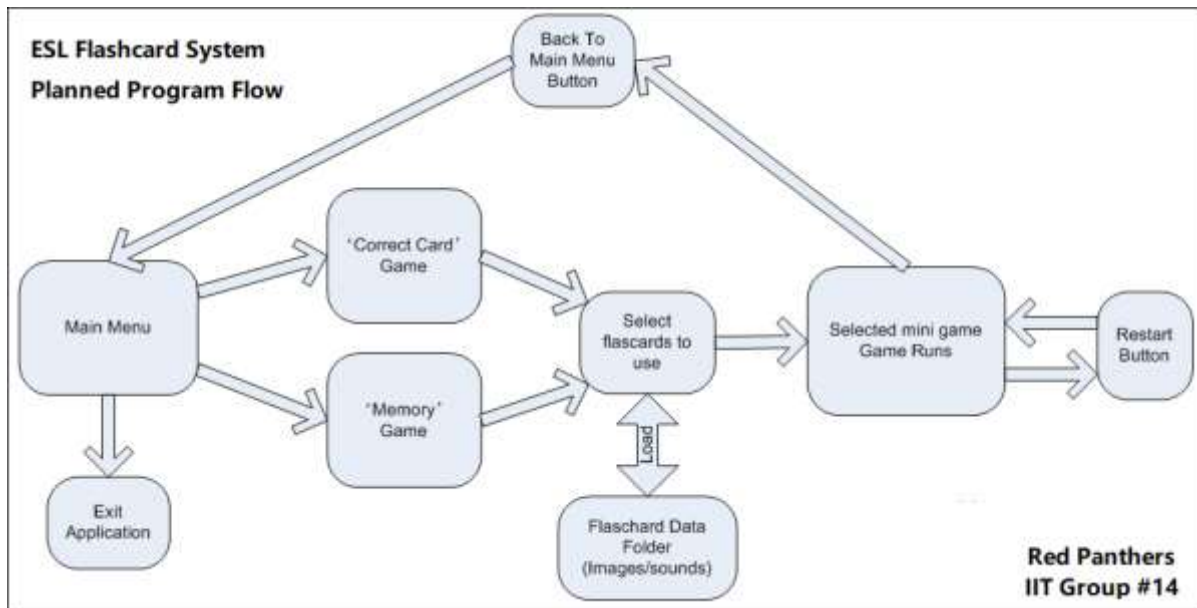 ESL Flashcard System
Planned Program Flow
Back To
Main Menu
Button
‘Correct Card’
Game
Main Menu
Select
flascards to
use
Selected mini game
Game Runs
Restart
Button
‘Memory’
Game
Load
Exit
Application
Flaschard Data
Folder
(Images/sounds)
Red Panthers
IIT Group #14